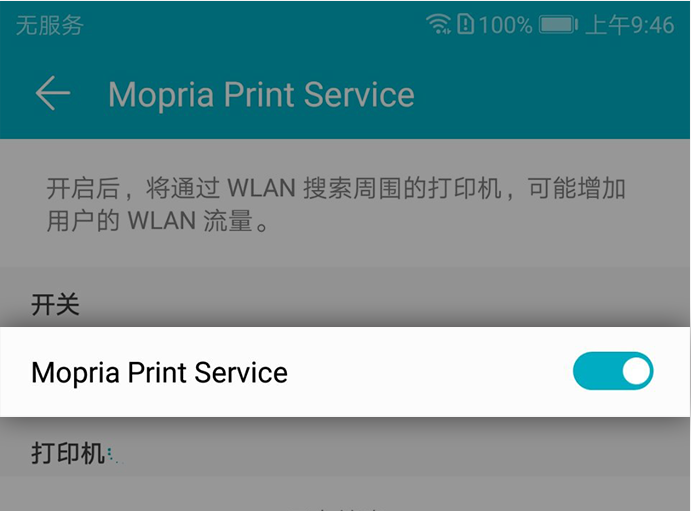 无服务 100% 上午9:46
Mopria Print Service
开启后，将通过 WLAN 搜索周围的打印机，可能增加
用户的 WLAN 流量。
开关
Mopria Print Service
打印机